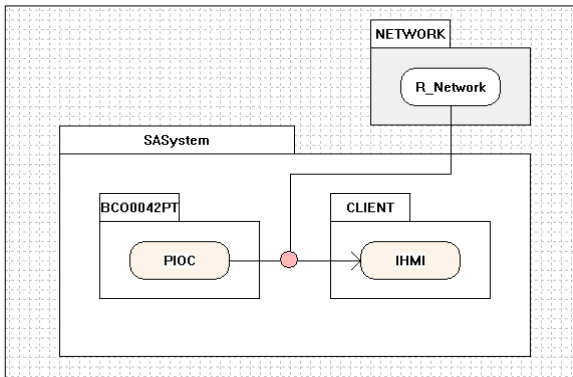 NETWORK
R_Network
SASystem
BCO0042PT
CLIENT
PIOC
IHMI